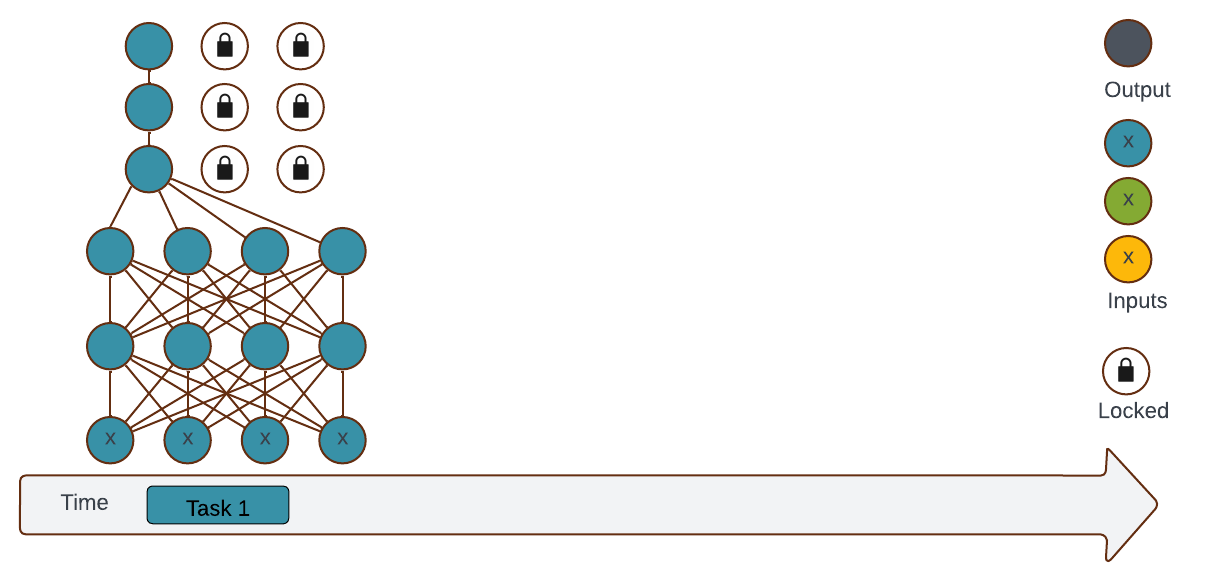 Output
x
x
x
Inputs
Locked
x x x x
Time
Task 1